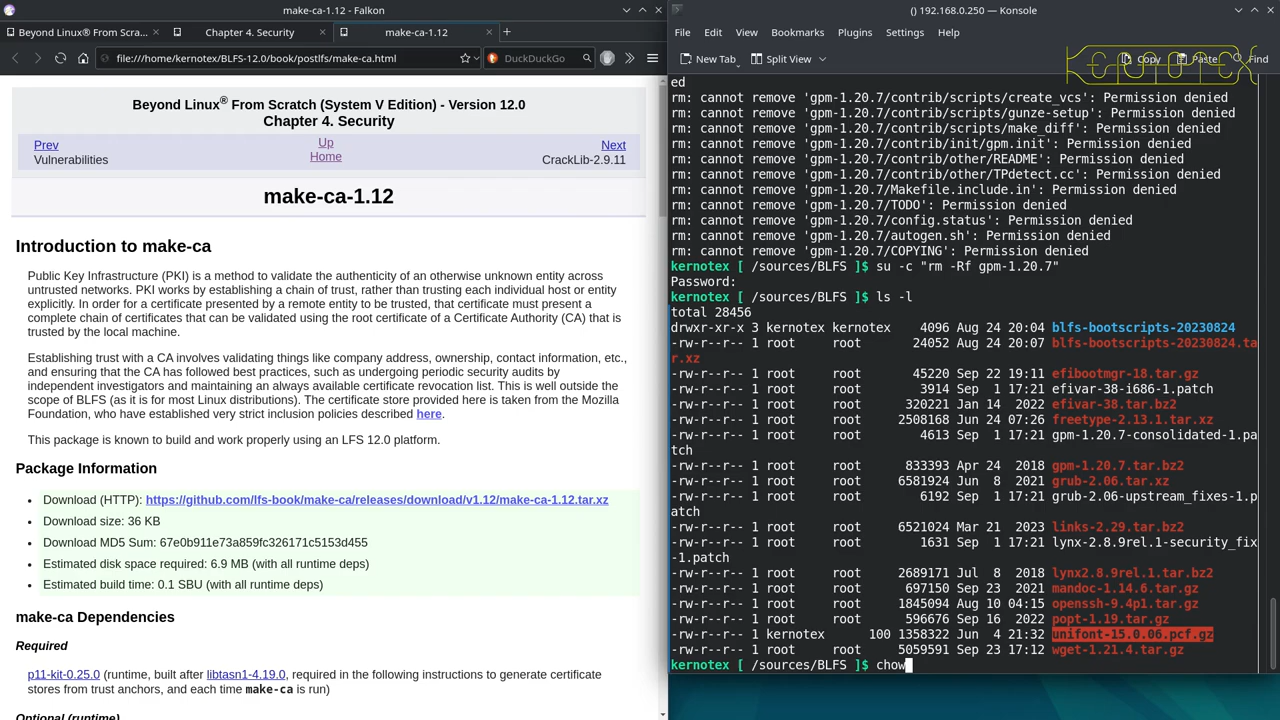 make-ca-1.12 - Falkon
Beyond Linux® From Scra...
Chapter 4. Security
make-ca-1.12
file:///home/kernotex/BLFS-12.0/book/postlfs/make-ca.html
DuckDuckGo
Beyond Linux® From Scratch (System V Edition) - Version 12.0
Chapter 4. Security
Prev
Up
Next
Vulnerabilities
Home
CrackLib-2.9.11
make-ca-1.12
Introduction to make-ca
Public Key Infrastructure (PKI) is a method to validate the authenticity of an otherwise unknown entity across
untrusted networks. PKI works by establishing a chain of trust, rather than trusting each individual host or entity
explicitly. In order for a certificate presented by a remote entity to be trusted, that certificate must present a
complete chain of certificates that can be validated using the root certificate of a Certificate Authority (CA) that is
trusted by the local machine.
Establishing trust with a CA involves validating things like company address, ownership, contact information, etc.,
and ensuring that the CA has followed best practices, such as undergoing periodic security audits by
independent investigators and maintaining an always available certificate revocation list. This is well outside the
scope of BLFS (as it is for most Linux distributions). The certificate store provided here is taken from the Mozilla
Foundation, who have established very strict inclusion policies described here.
This package is known to build and work properly using an LFS 12.0 platform.
Package Information
• Download (HTTP): https://github.com/lfs-book/make-ca/releases/download/v1.12/make-ca-1.12.tar.xz
• Download size: 36 KB
• Download MD5 Sum: 67e0b911e73a859fc326171c5153d455
• Estimated disk space required: 6.9 MB (with all runtime deps)
• Estimated build time: 0.1 SBU (with all runtime deps)
make-ca Dependencies
Required
p11-kit-0.25.0 (runtime, built after libtasn1-4.19.0, required in the following instructions to generate certificate
stores from trust anchors, and each time make-ca is run)
Optional (runtime)
() 192.168.0.250 — Konsole
File Edit View Bookmarks Plugins Settings Help
New Tab
Split View
Copy
Paste
Find
kernotex
ed
rm: cannot remove 'gpm-1.20.7/contrib/scripts/create_vcs': Permission denied
rm: cannot remove 'gpm-1.20.7/contrib/scripts/gunze-setup': Permission denied
rm: cannot remove 'gpm-1.20.7/contrib/scripts/make_diff': Permission denied
rm: cannot remove 'gpm-1.20.7/contrib/init/gpm.init': Permission denied
rm: cannot remove 'gpm-1.20.7/contrib/other/README': Permission denied
rm: cannot remove 'gpm-1.20.7/contrib/other/TPdetect.cc': Permission denied
rm: cannot remove 'gpm-1.20.7/Makefile.include.in': Permission denied
rm: cannot remove 'gpm-1.20.7/TODO': Permission denied
rm: cannot remove 'gpm-1.20.7/config.status': Permission denied
rm: cannot remove 'gpm-1.20.7/autogen.sh': Permission denied
rm: cannot remove 'gpm-1.20.7/COPYING': Permission denied
kernotex [ /sources/BLFS ]$ su -c "rm -Rf gpm-1.20.7"
Password:
kernotex [ /sources/BLFS ]$ ls -l
total 28456
drwxr-xr-x 3 kernotex kernotex 4096 Aug 24 20:04 blfs-bootscripts-20230824
-rw-r--r-- 1 root root 24052 Aug 24 20:07 blfs-bootscripts-20230824.ta
r.xz
-rw-r--r-- 1 root root 45220 Sep 22 19:11 efibootmgr-18.tar.gz
-rw-r--r-- 1 root root 3914 Sep 1 17:21 efivar-38-i686-1.patch
-rw-r--r-- 1 root root 320221 Jan 14 2022 efivar-38.tar.bz2
-rw-r--r-- 1 root root 2508168 Jun 24 07:26 freetype-2.13.1.tar.xz
-rw-r--r-- 1 root root 4613 Sep 1 17:21 gpm-1.20.7-consolidated-1.pa
tch
-rw-r--r-- 1 root root 833393 Apr 24 2018 gpm-1.20.7.tar.bz2
-rw-r--r-- 1 root root 6581924 Jun 8 2021 grub-2.06.tar.xz
-rw-r--r-- 1 root root 6192 Sep 1 17:21 grub-2.06-upstream_fixes-1.p
atch
-rw-r--r-- 1 root root 6521024 Mar 21 2023 links-2.29.tar.bz2
-rw-r--r-- 1 root root 1631 Sep 1 17:21 lynx-2.8.9rel.1-security_fix
-1.patch
-rw-r--r-- 1 root root 2689171 Jul 8 2018 lynx2.8.9rel.1.tar.bz2
-rw-r--r-- 1 root root 697150 Sep 23 2021 mandoc-1.14.6.tar.gz
-rw-r--r-- 1 root root 1845094 Aug 10 04:15 openssh-9.4p1.tar.gz
-rw-r--r-- 1 root root 596676 Sep 16 2022 popt-1.19.tar.gz
-rw-r--r-- 1 kernotex 100 1358322 Jun 4 21:32 unifont-15.0.06.pcf.gz
-rw-r--r-- 1 root root 5059591 Sep 23 17:12 wget-1.21.4.tar.gz
kernotex [ /sources/BLFS ]$ chow